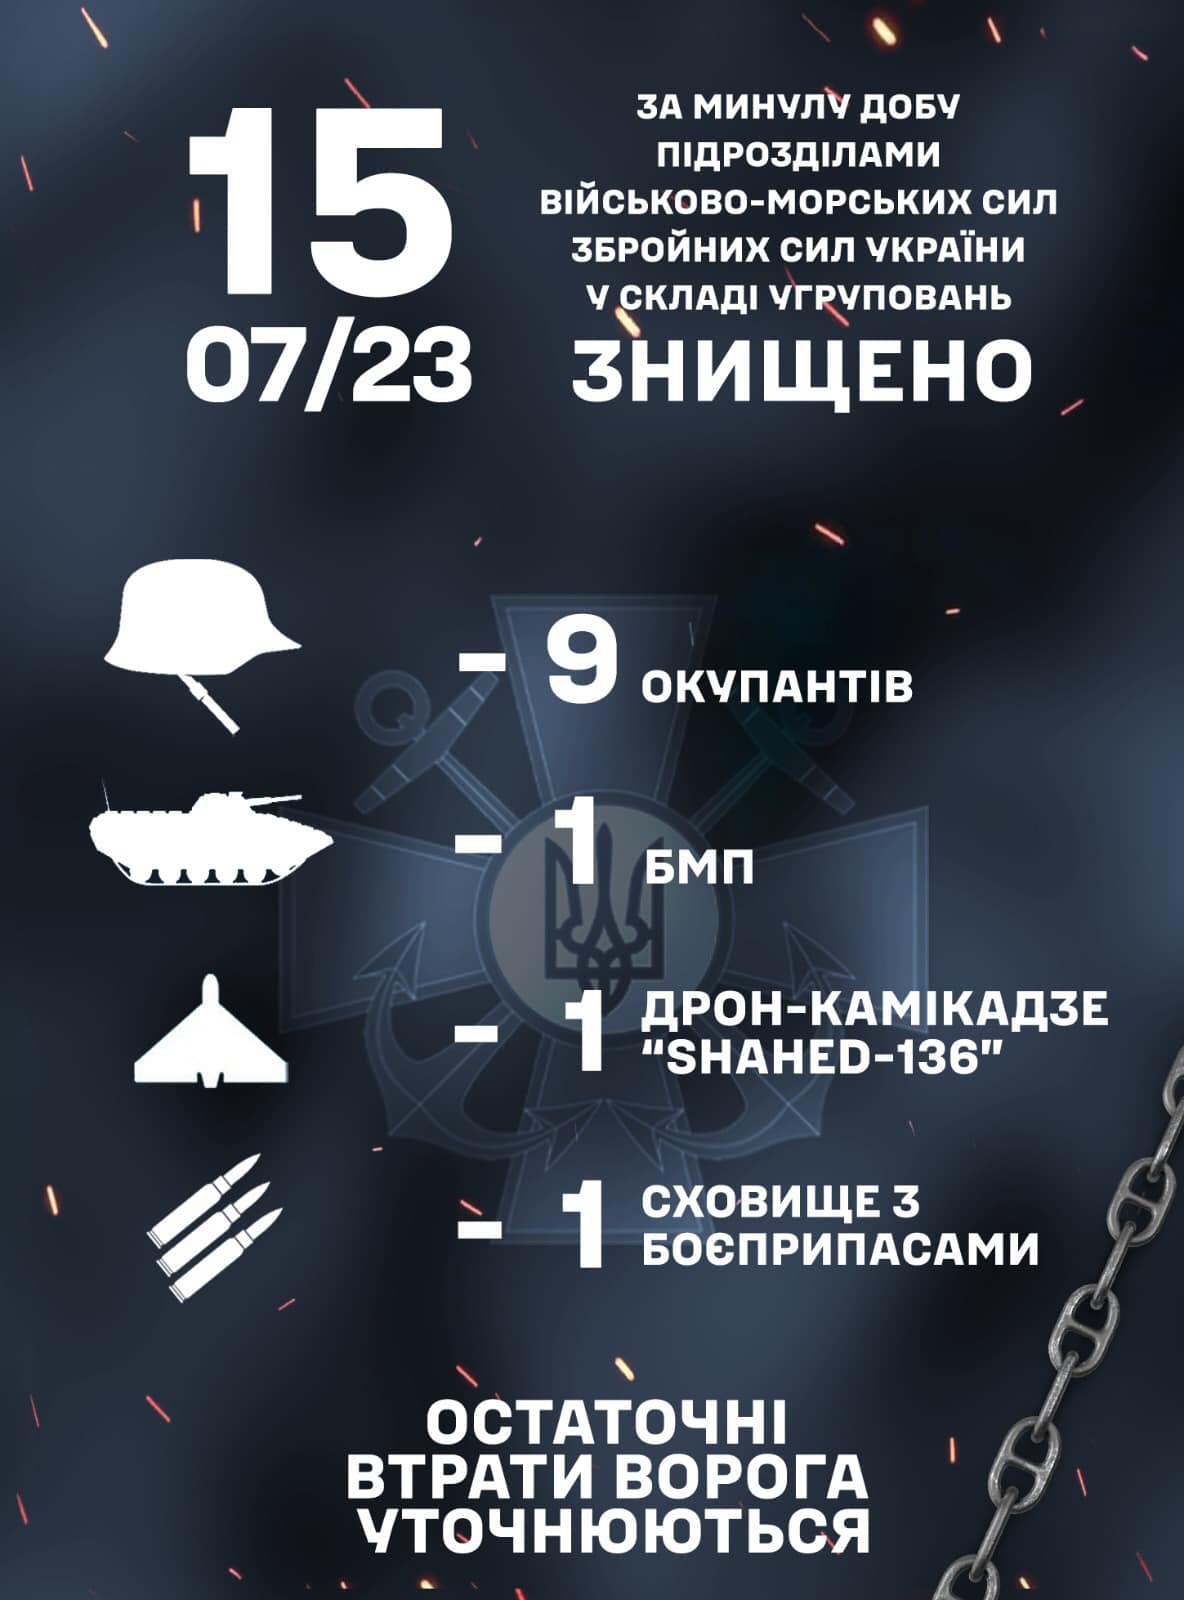 15
07/23
ЗА МИНУЛУ ДОБУ
ПІДРОЗДІЛАМИ
ВІЙСЬКОВО-МОРСЬКИХ СИЛ
ЗБРОЙНИХ СИЛ УКРАЇНИ
У СКЛАДІ УГРУПОВАНЬ
ЗНИЩЕНО
- 9 ОКУПАНТІВ
- 1 БМП
- 1 ДРОН-КАМІКАДЗЕ
“SHAHED-136”
- 1 СХОВИЩЕ З
БОЄПРИПАСАМИ
ОСТАТОЧНІ
ВТРАТИ ВОРОГА
УТОЧНЮЮТЬСЯ